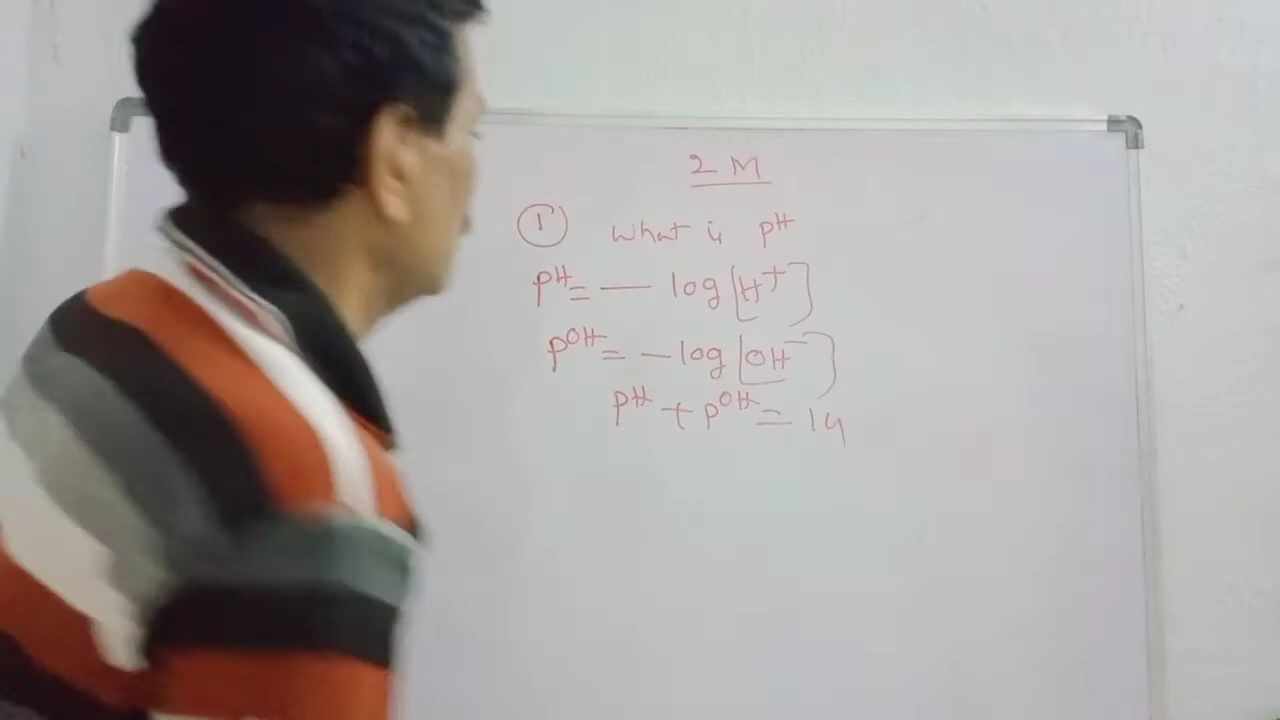 2 M
① What is pH
pH = — log [H⁺]
pOH = — log [OH⁻]
pH + pOH = 14